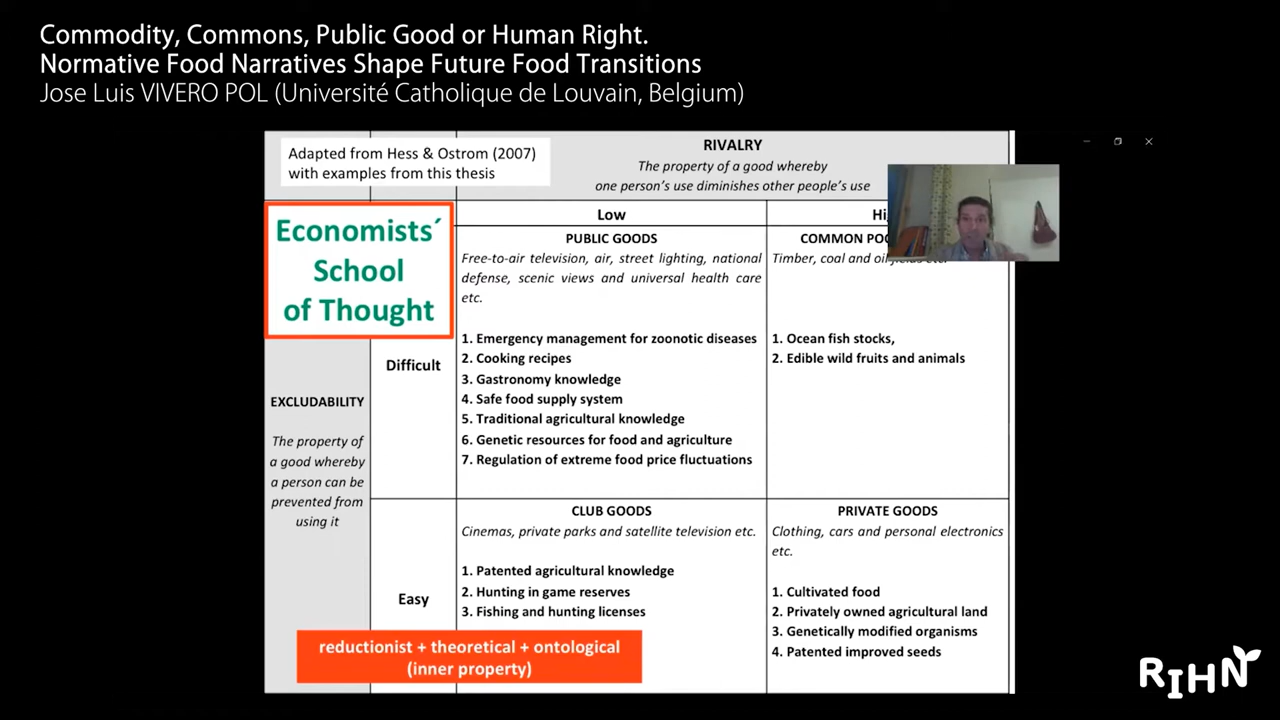 Commodity, Commons, Public Good or Human Right.
Normative Food Narratives Shape Future Food Transitions
Jose Luis VIVERO POL (Université Catholique de Louvain, Belgium)
Adapted from Hess & Ostrom (2007)
with examples from this thesis
RIVALRY
The property of a good whereby
one person's use diminishes other people's use
Economists´
School
of Thought
Low
PUBLIC GOODS
Free-to-air television, air, street lighting, national
defense, scenic views and universal health care
etc.
COMMON
Timber, coal and
Difficult
1. Emergency management for zoonotic diseases
2. Cooking recipes
3. Gastronomy knowledge
4. Safe food supply system
5. Traditional agricultural knowledge
6. Genetic resources for food and agriculture
7. Regulation of extreme food price fluctuations
1. Ocean fish stocks,
2. Edible wild fruits and animals
EXCLUDABILITY
The property of
a good whereby
a person can be
prevented from
using it
CLUB GOODS
Cinemas, private parks and satellite television etc.
PRIVATE GOODS
Clothing, cars and personal electronics
etc.
Easy
1. Patented agricultural knowledge
2. Hunting in game reserves
3. Fishing and hunting licenses
1. Cultivated food
2. Privately owned agricultural land
3. Genetically modified organisms
4. Patented improved seeds
reductionist + theoretical + ontological
(inner property)
RIHN